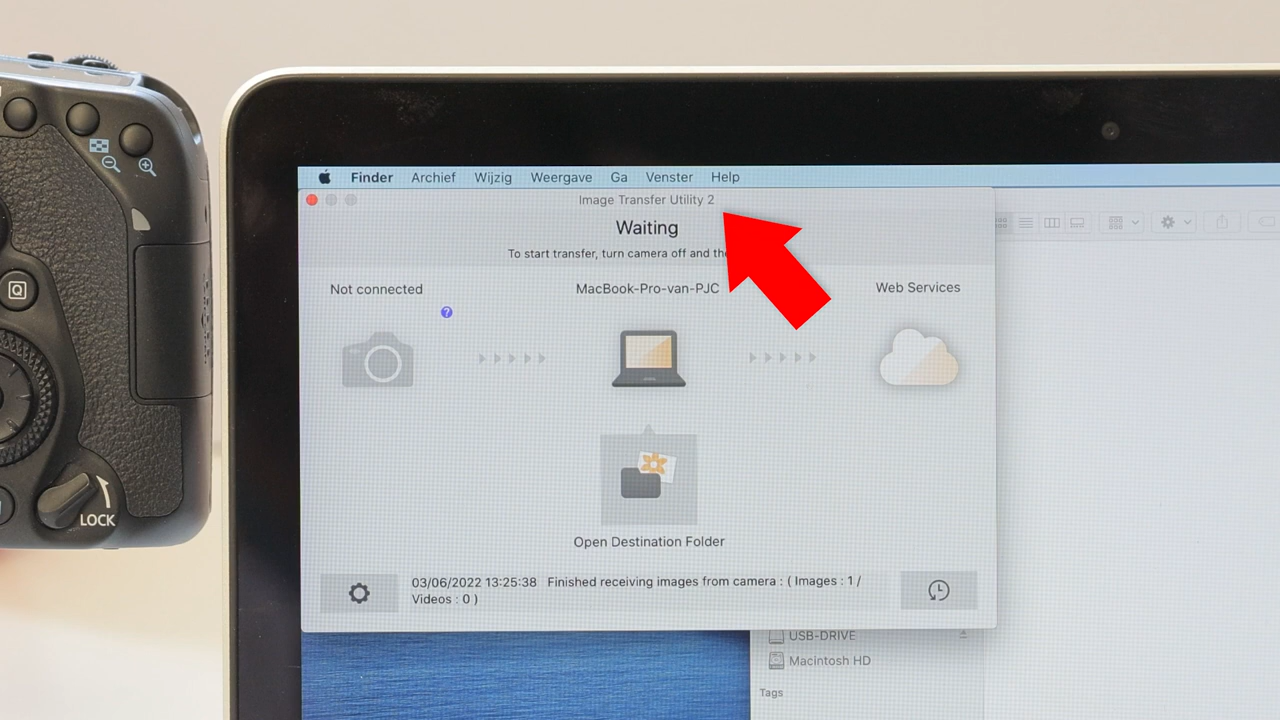 Finder Archief Wijzig Weergave Ga Venster Help
Image Transfer Utility 2
Waiting
To start transfer, turn camera off and
Not connected
MacBook-Pro-van-PJC
Web Services
?
Q
LOCK
Open Destination Folder
03/06/2022 13:25:38 Finished receiving images from camera : ( Images : 1 /
Videos : 0 )
USB-DRIVE
Macintosh HD
Tags